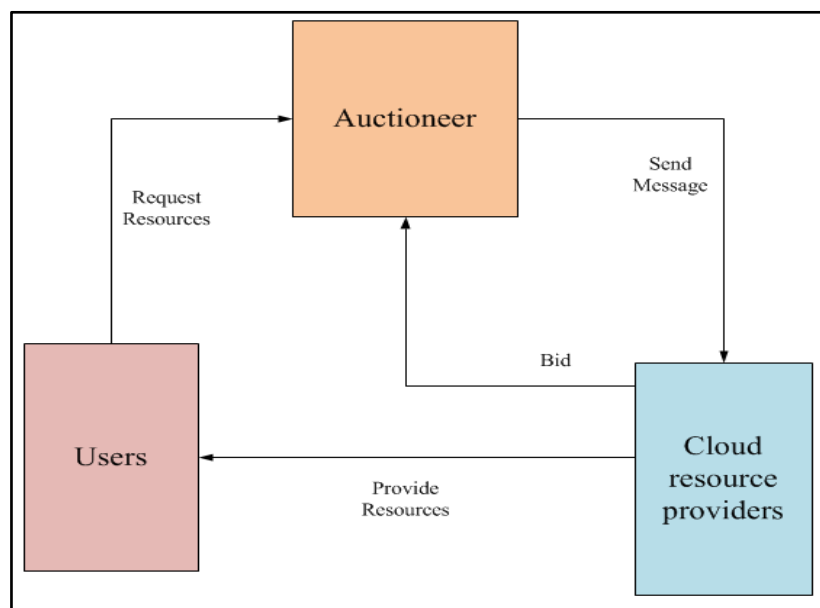 Auctioneer
Send
Message
Request
Resources
Bid
Users
Cloud
resource
providers
Provide
Resources